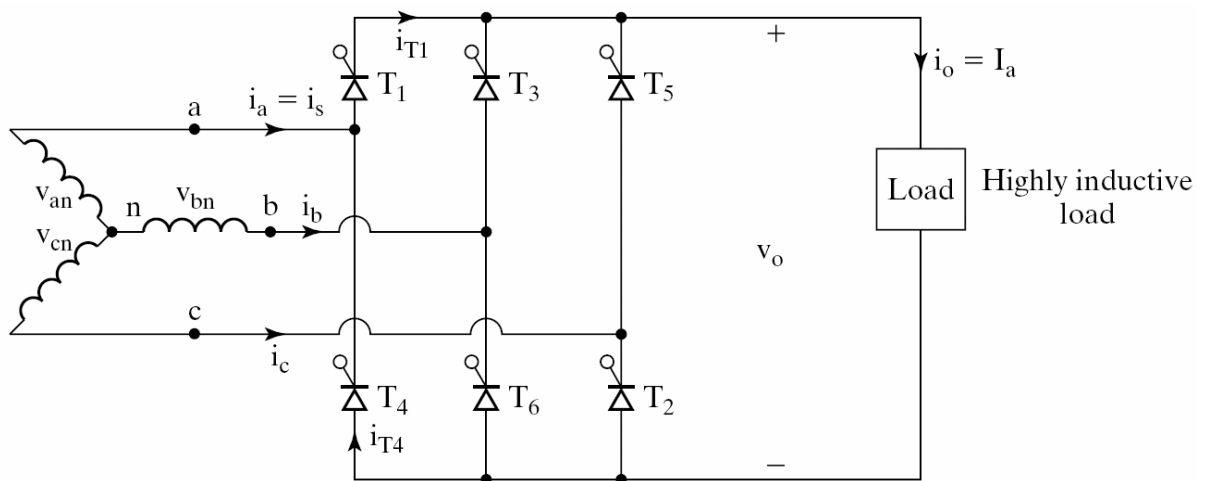 i_T1
+
T_1
T_3
T_5
i_o = I_a
a
i_a = i_s
Load
Highly inductive
load
v_an
n
v_bn
b
i_b
v_cn
v_o
c
i_c
T_4
T_6
T_2
i_T4
−